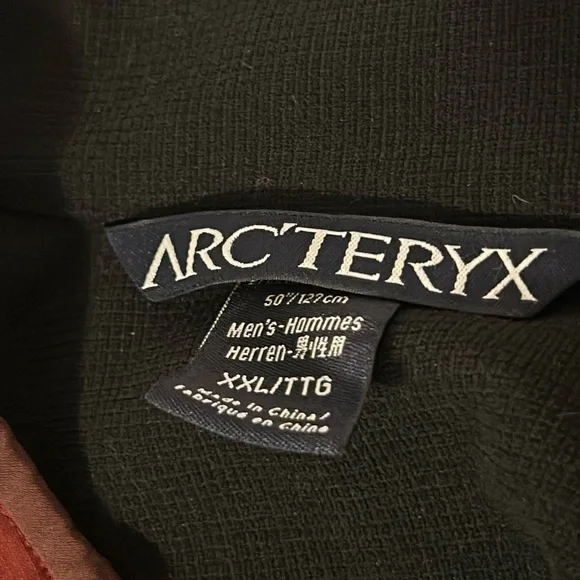 ARC'TERYX
50"/127cm
Men's-Hommes
Herren-男性用
XXL/TTG
Made in China/
Fabriqué en Chine